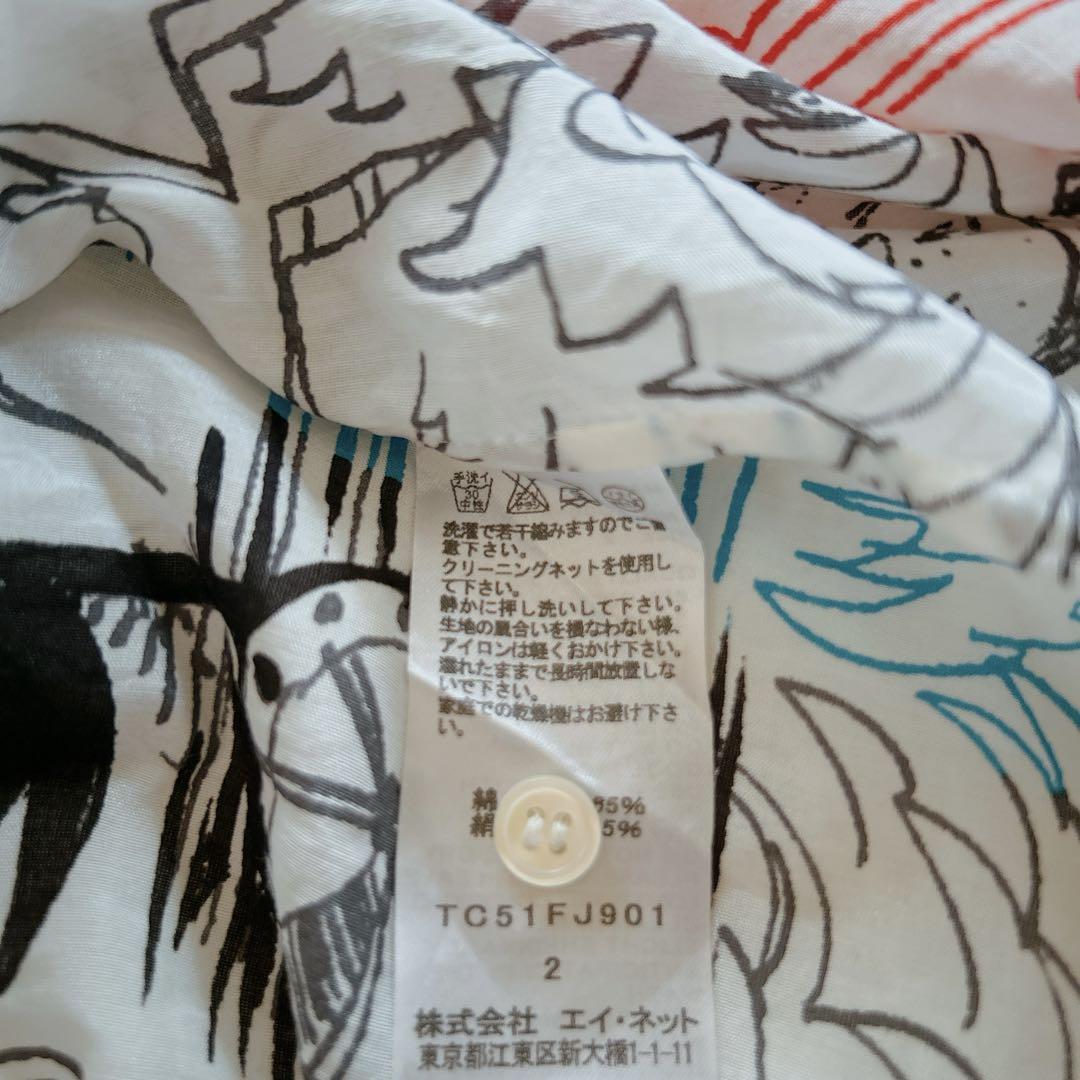 手洗イ
30
中性
洗濯で若干縮みますのでご
意下さい。
クリーニングネットを使用し
て下さい。
静かに押し洗いして下さい。
生地の風合いを損なわない様、
アイロンは軽くおかけ下さい。
濡れたままで長時間放置しな
いで下さい。
家庭での乾燥機はお避け下さ
い。
綿 85%
絹 5%
TC51FJ901
2
株式会社 エイ・ネット
東京都江東区新大橋1-1-11